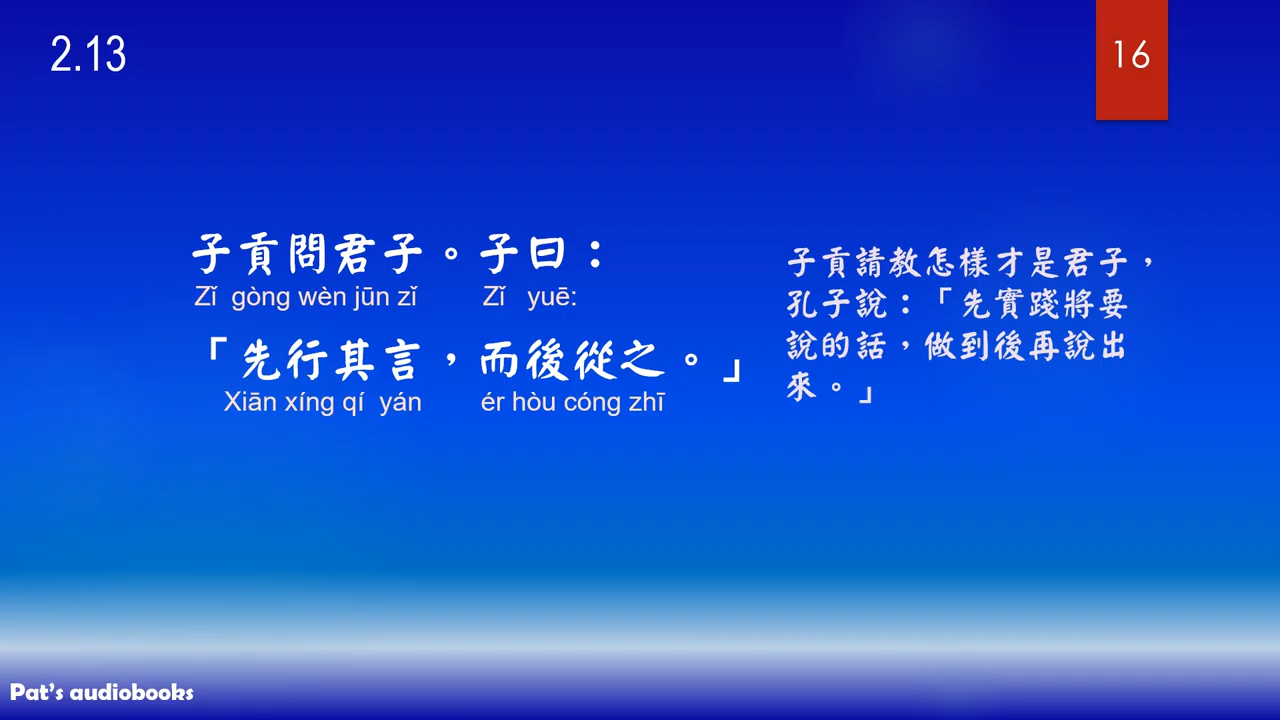 2.13
16
子貢問君子。子曰：
Zǐ gòng wèn jūn zǐ Zǐ yuē:
「先行其言，而後從之。」
Xiān xíng qí yán ér hòu cóng zhī
子貢請教怎樣才是君子，
孔子說：「先實踐將要
說的話，做到後再說出
來。」
Pat's audiobooks